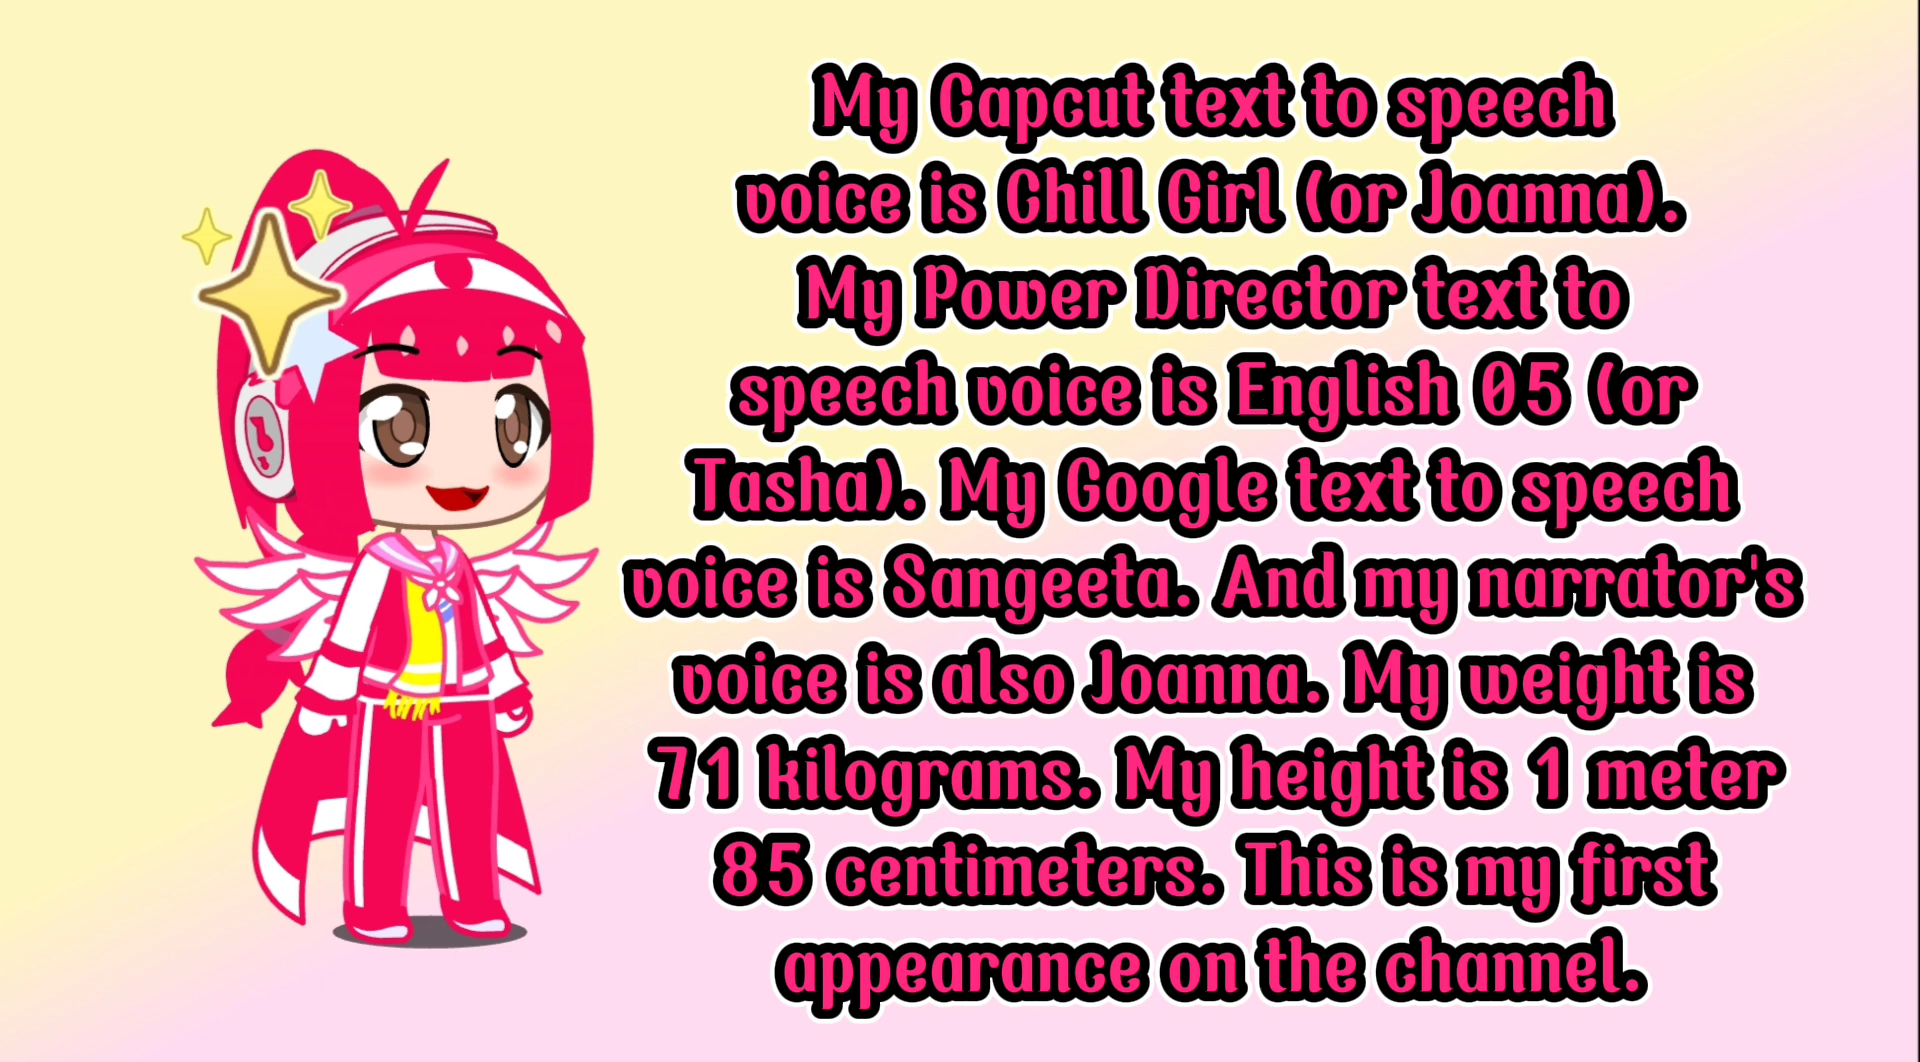 My Capcut text to speech
voice is Chill Girl (or Joanna).
My Power Director text to
speech voice is English 05 (or
Tasha). My Google text to speech
voice is Sangeeta. And my narrator's
voice is also Joanna. My weight is
71 kilograms. My height is 1 meter
85 centimeters. This is my first
appearance on the channel.